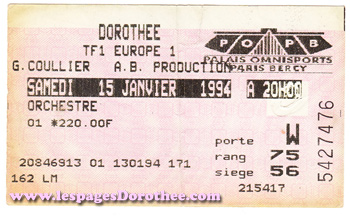 DOROTHEE
TF1 EUROPE 1
G.COULLIER A.B. PRODUCTION
POPB
PALAIS OMNISPORTS
PARIS BERCY
SAMEDI 15 JANVIER 1994 A 20H00
ORCHESTRE
01 *220.00F
porte W
rang 75
siege 56
20846913 01 130194 171
215417
162 LM
5427476
www.lespagesDorothee.com